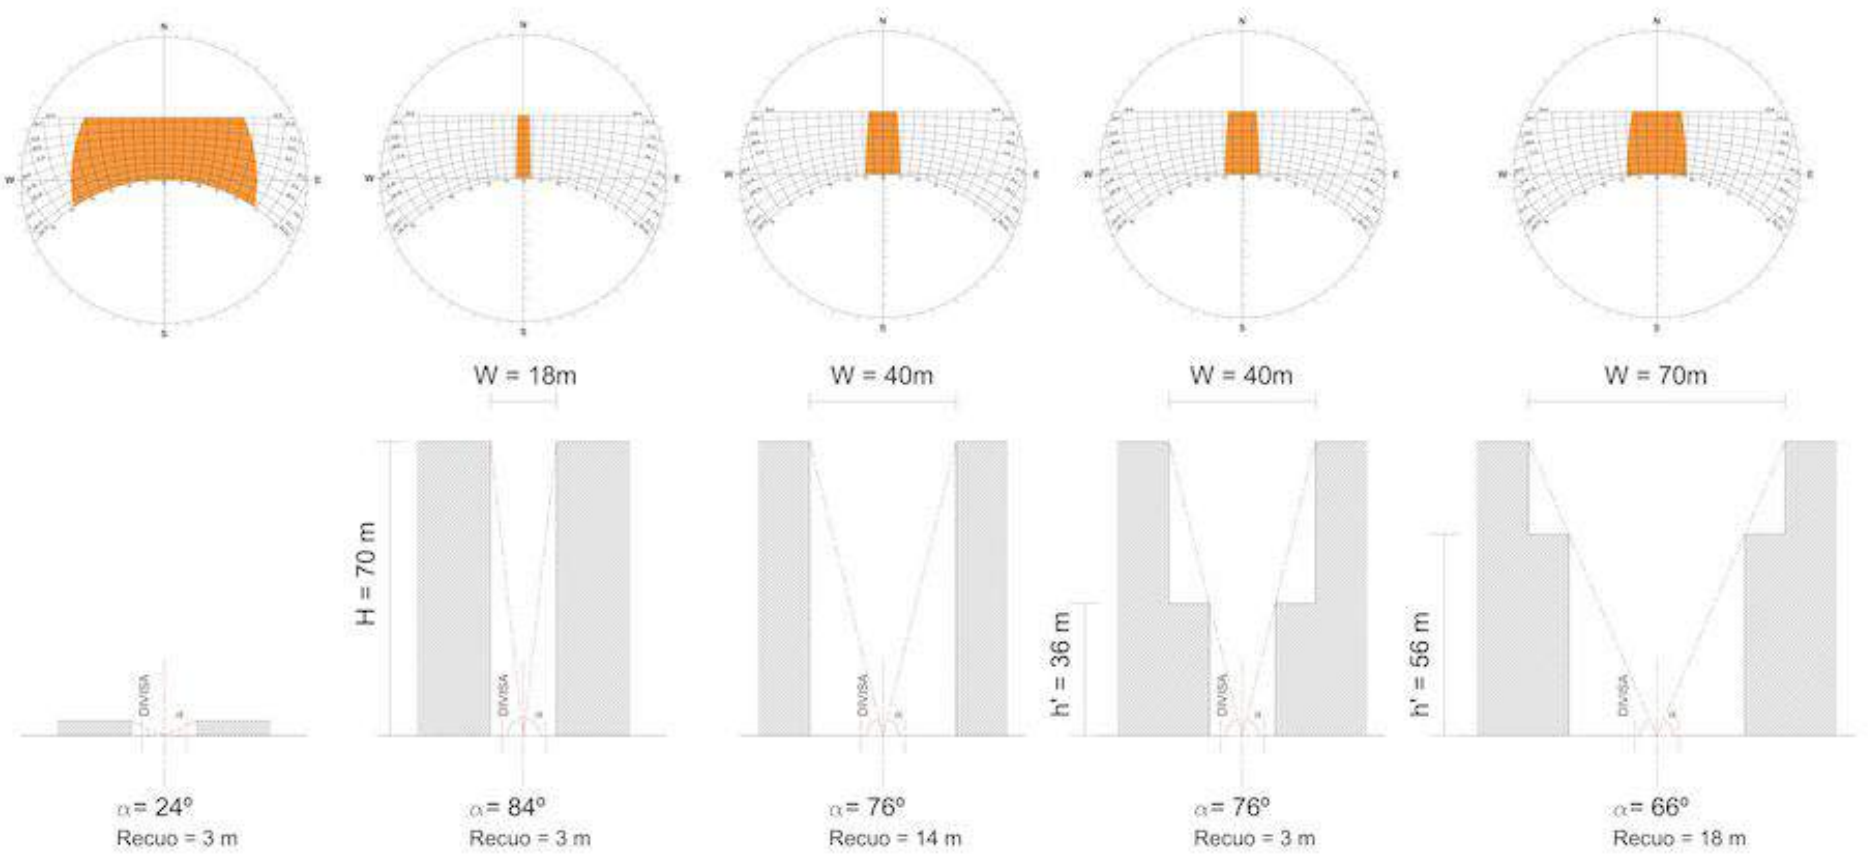 N
N
N
N
N
W
E
W
E
W
E
W
E
W
E
S
S
S
S
S
W = 18m
W = 40m
W = 40m
W = 70m
H = 70 m
h' = 36 m
h' = 56 m
DIVISA
α
DIVISA
α
DIVISA
α
DIVISA
α
DIVISA
α
α= 24º
Recuo = 3 m
α= 84º
Recuo = 3 m
α= 76º
Recuo = 14 m
α= 76º
Recuo = 3 m
α= 66º
Recuo = 18 m